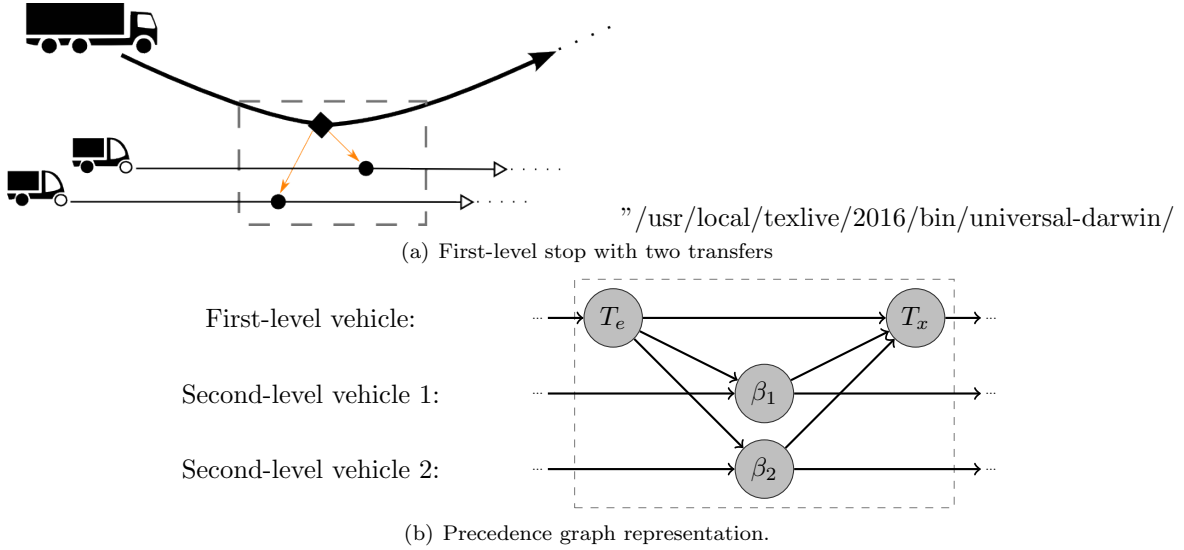 ”/usr/local/texlive/2016/bin/universal-darwin/
(a) First-level stop with two transfers
First-level vehicle: ... T_e T_x ...
Second-level vehicle 1: ... β_1 ...
Second-level vehicle 2: ... β_2 ...
(b) Precedence graph representation.